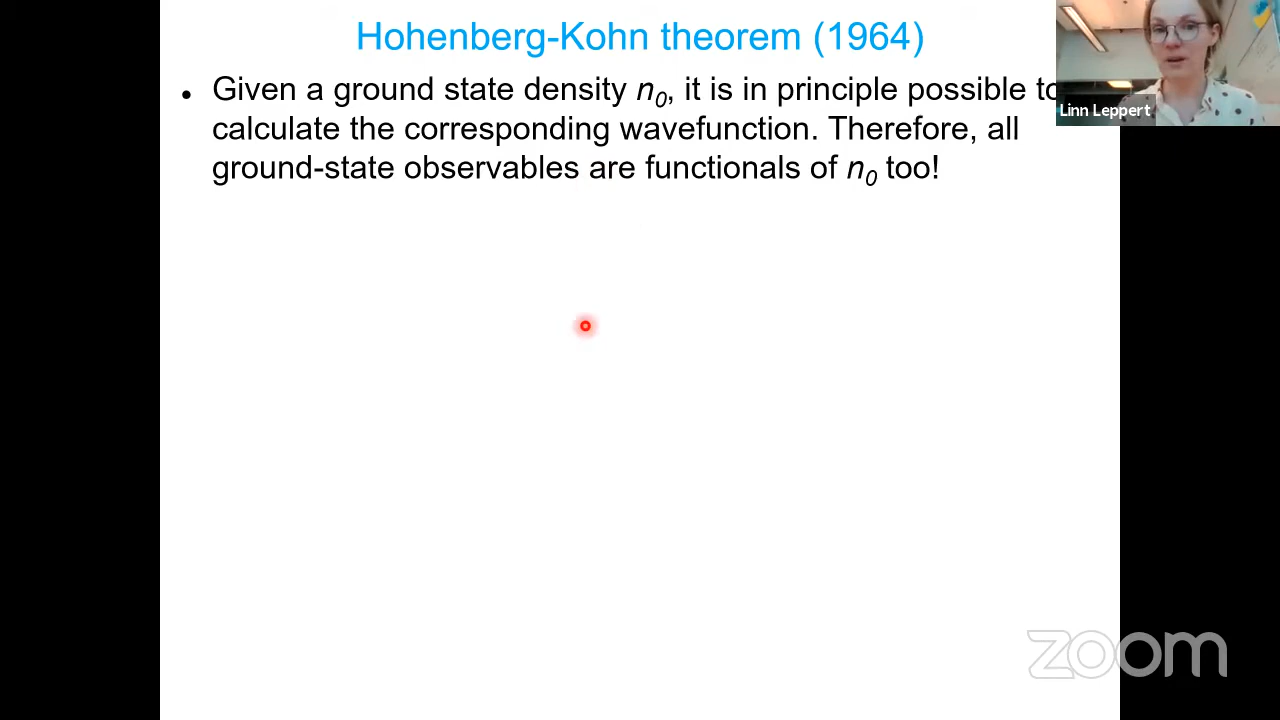 Hohenberg-Kohn theorem (1964)
• Given a ground state density n₀, it is in principle possible to
calculate the corresponding wavefunction. Therefore, all
ground-state observables are functionals of n₀ too!
Linn Leppert
zoom